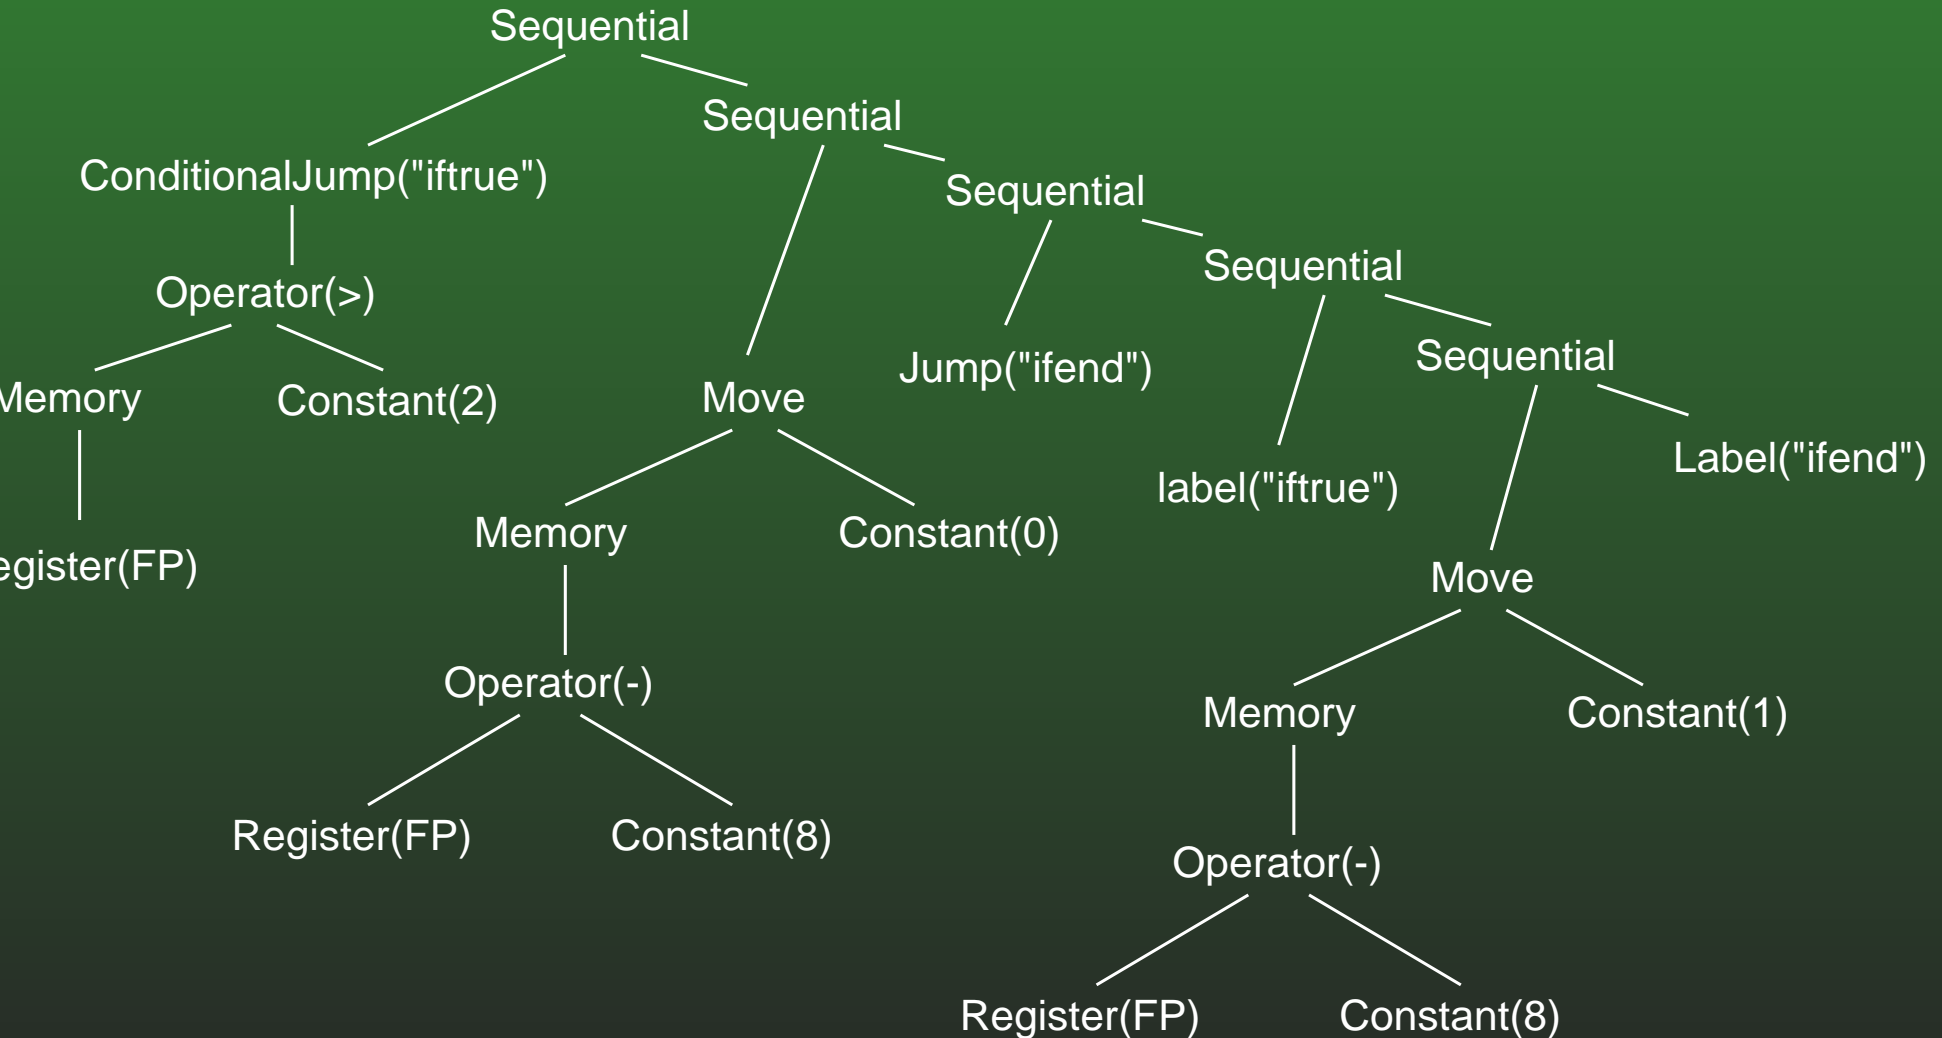 Sequential
Sequential
ConditionalJump("iftrue")
Sequential
Sequential
Operator(>)
Sequential
Jump("ifend")
Memory
Constant(2)
Move
Label("ifend")
label("iftrue")
Memory
Constant(0)
egister(FP)
Move
Operator(-)
Memory
Constant(1)
Register(FP)
Constant(8)
Operator(-)
Register(FP)
Constant(8)